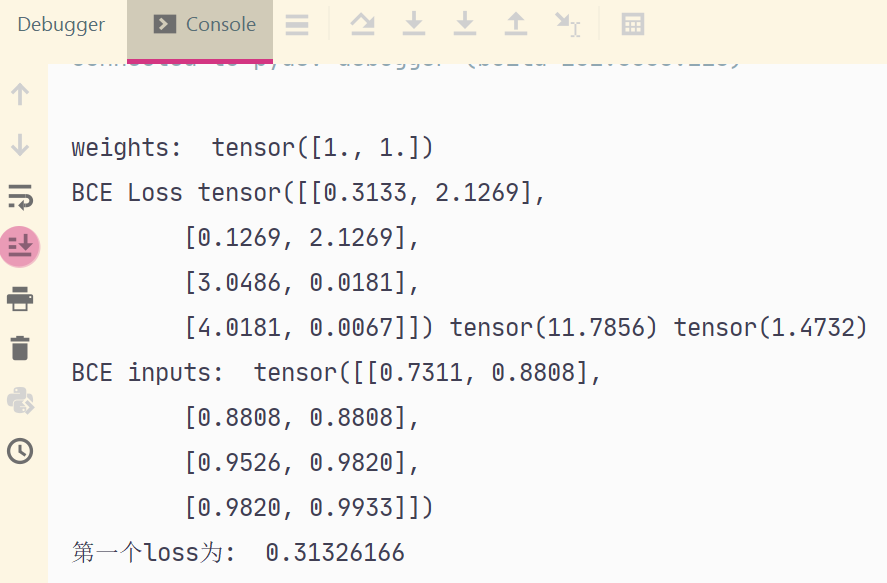 Debugger
Console
weights:  tensor([1., 1.])
BCE Loss tensor([[0.3133, 2.1269],
        [0.1269, 2.1269],
        [3.0486, 0.0181],
        [4.0181, 0.0067]]) tensor(11.7856) tensor(1.4732)
BCE inputs:  tensor([[0.7311, 0.8808],
        [0.8808, 0.8808],
        [0.9526, 0.9820],
        [0.9820, 0.9933]])
第一个loss为:  0.31326166